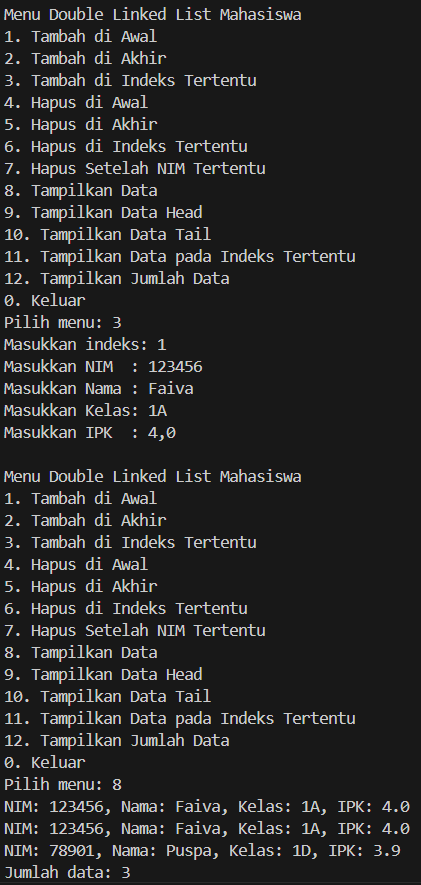 Menu Double Linked List Mahasiswa
1. Tambah di Awal
2. Tambah di Akhir
3. Tambah di Indeks Tertentu
4. Hapus di Awal
5. Hapus di Akhir
6. Hapus di Indeks Tertentu
7. Hapus Setelah NIM Tertentu
8. Tampilkan Data
9. Tampilkan Data Head
10. Tampilkan Data Tail
11. Tampilkan Data pada Indeks Tertentu
12. Tampilkan Jumlah Data
0. Keluar
Pilih menu: 3
Masukkan indeks: 1
Masukkan NIM  : 123456
Masukkan Nama : Faiva
Masukkan Kelas: 1A
Masukkan IPK  : 4,0

Menu Double Linked List Mahasiswa
1. Tambah di Awal
2. Tambah di Akhir
3. Tambah di Indeks Tertentu
4. Hapus di Awal
5. Hapus di Akhir
6. Hapus di Indeks Tertentu
7. Hapus Setelah NIM Tertentu
8. Tampilkan Data
9. Tampilkan Data Head
10. Tampilkan Data Tail
11. Tampilkan Data pada Indeks Tertentu
12. Tampilkan Jumlah Data
0. Keluar
Pilih menu: 8
NIM: 123456, Nama: Faiva, Kelas: 1A, IPK: 4.0
NIM: 123456, Nama: Faiva, Kelas: 1A, IPK: 4.0
NIM: 78901, Nama: Puspa, Kelas: 1D, IPK: 3.9
Jumlah data: 3